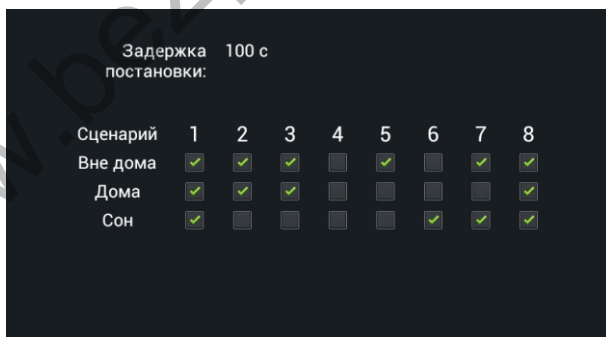 Задержка 100 с
постановки:
Сценарий 1 2 3 4 5 6 7 8
Вне дома
Дома
Сон